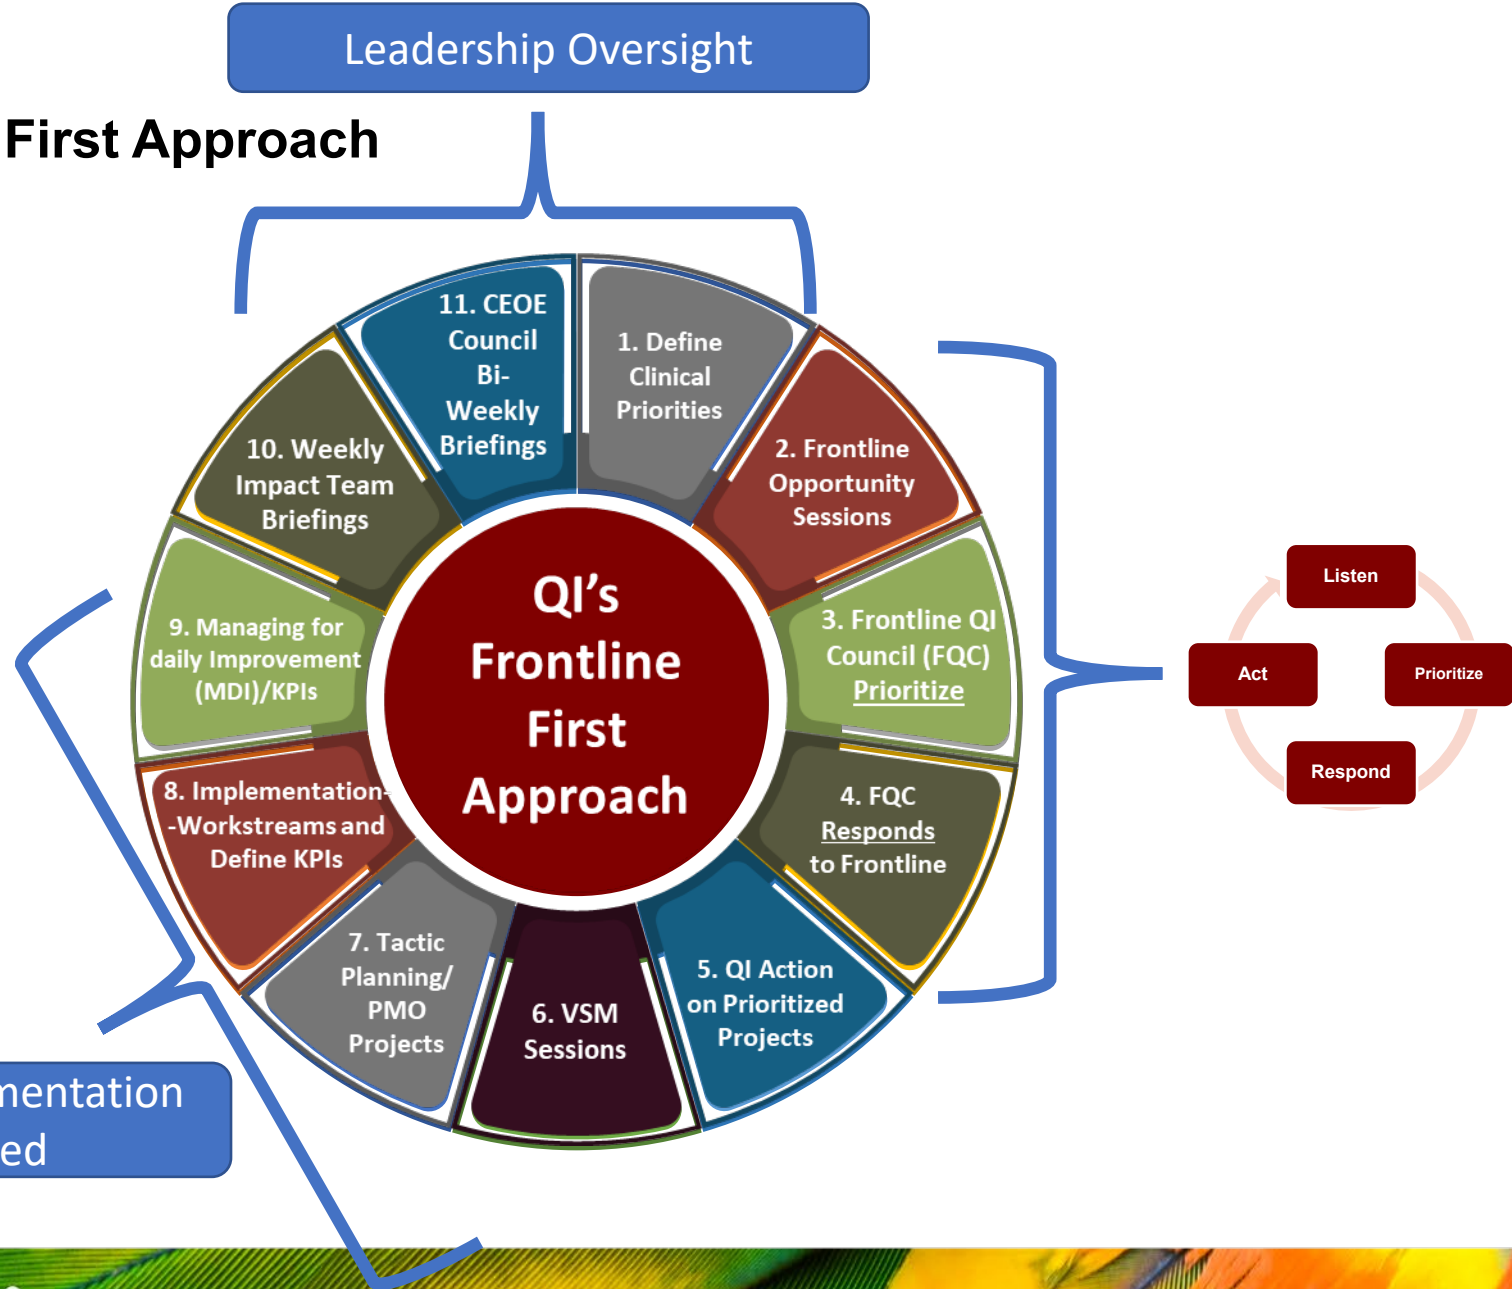 Leadership Oversight
First Approach
11. CEOE
Council
Bi-
Weekly
Briefings
1. Define
Clinical
Priorities
2. Frontline
Opportunity
Sessions
3. Frontline QI
Council (FQC)
Prioritize
4. FQC
Responds
to Frontline
5. QI Action
on Prioritized
Projects
6. VSM
Sessions
7. Tactic
Planning/
PMO
Projects
8. Implementation-
-Workstreams and
Define KPIs
9. Managing for
daily Improvement
(MDI)/KPIs
10. Weekly
Impact Team
Briefings
QI's
Frontline
First
Approach
Listen
Prioritize
Respond
Act
mentation
ed